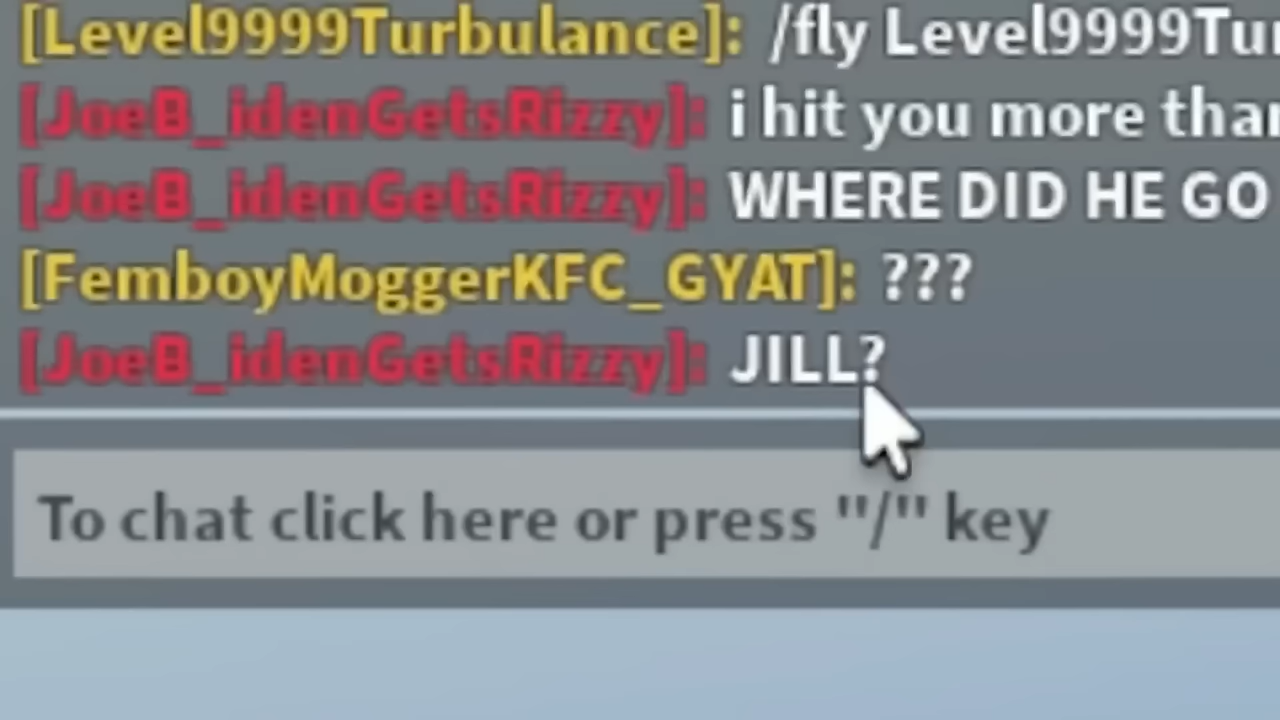 [Level9999Turbulance]: /fly Level9999Tur
[JoeB_idenGetsRizzy]: i hit you more than
[JoeB_idenGetsRizzy]: WHERE DID HE GO
[FemboyMoggerKFC_GYAT]: ???
[JoeB_idenGetsRizzy]: JILL?
To chat click here or press "/" key